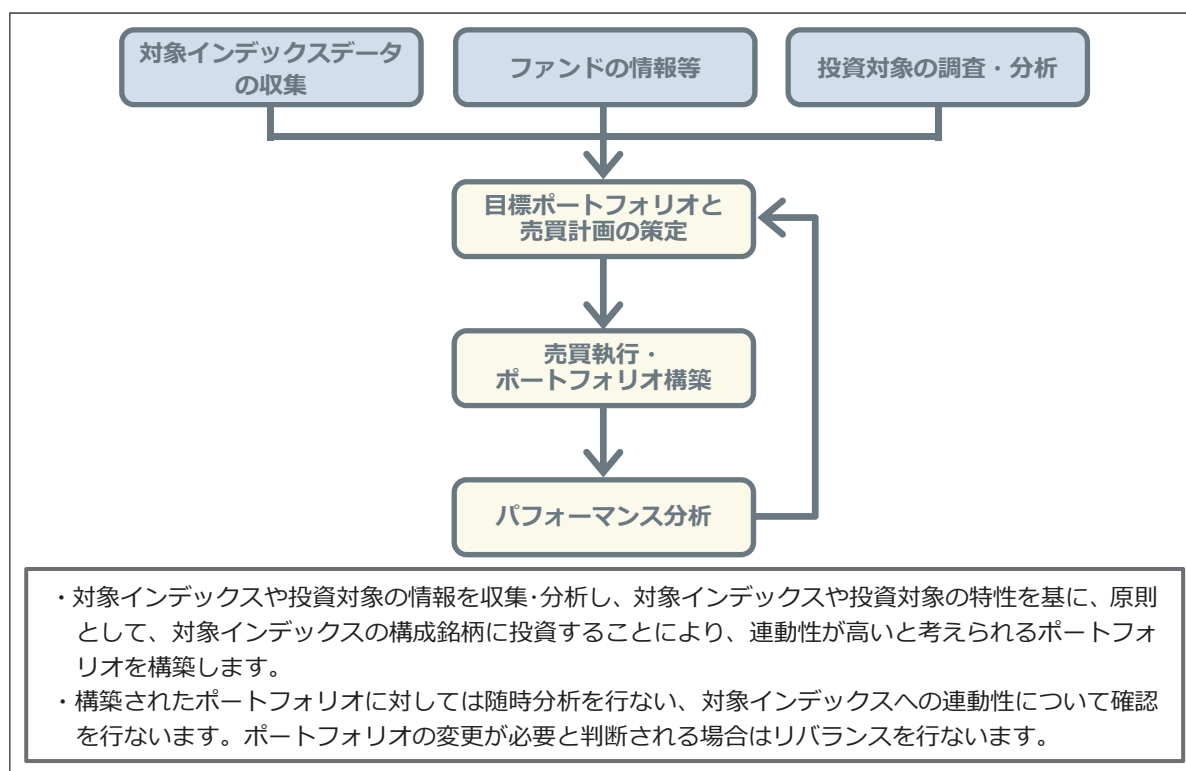 対象インデックスデータ
の収集
ファンドの情報等
投資対象の調査・分析
目標ポートフォリオと
売買計画の策定
売買執行・
ポートフォリオ構築
パフォーマンス分析
・対象インデックスや投資対象の情報を収集・分析し、対象インデックスや投資対象の特性を基に、原則
として、対象インデックスの構成銘柄に投資することにより、連動性が高いと考えられるポートフォ
リオを構築します。
・構築されたポートフォリオに対しては随時分析を行ない、対象インデックスへの連動性について確認
を行ないます。ポートフォリオの変更が必要と判断される場合はリバランスを行ないます。